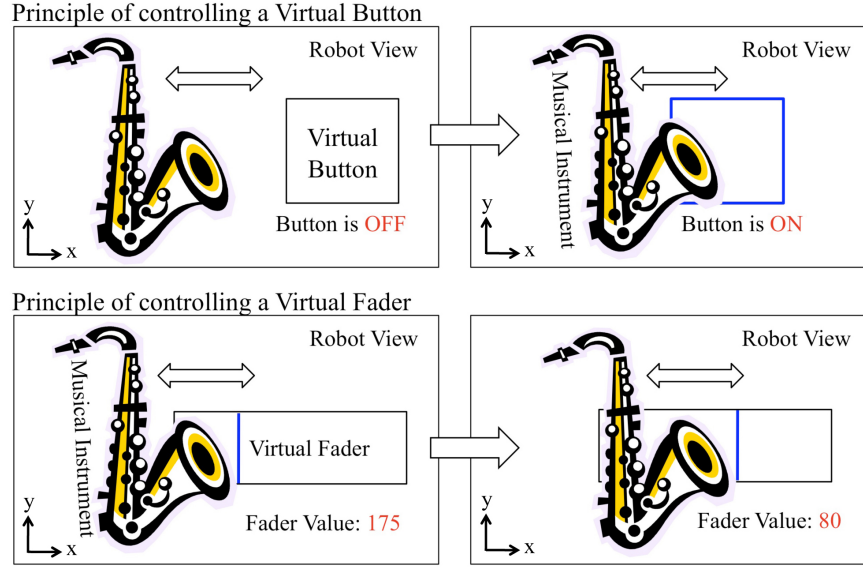 Principle of controlling a Virtual Button
Robot View
Virtual
Button
Button is OFF
y
x
Robot View
Musical Instrument
Button is ON
y
x
Principle of controlling a Virtual Fader
Robot View
Musical Instrument
Virtual Fader
Fader Value: 175
y
x
Robot View
Fader Value: 80
y
x